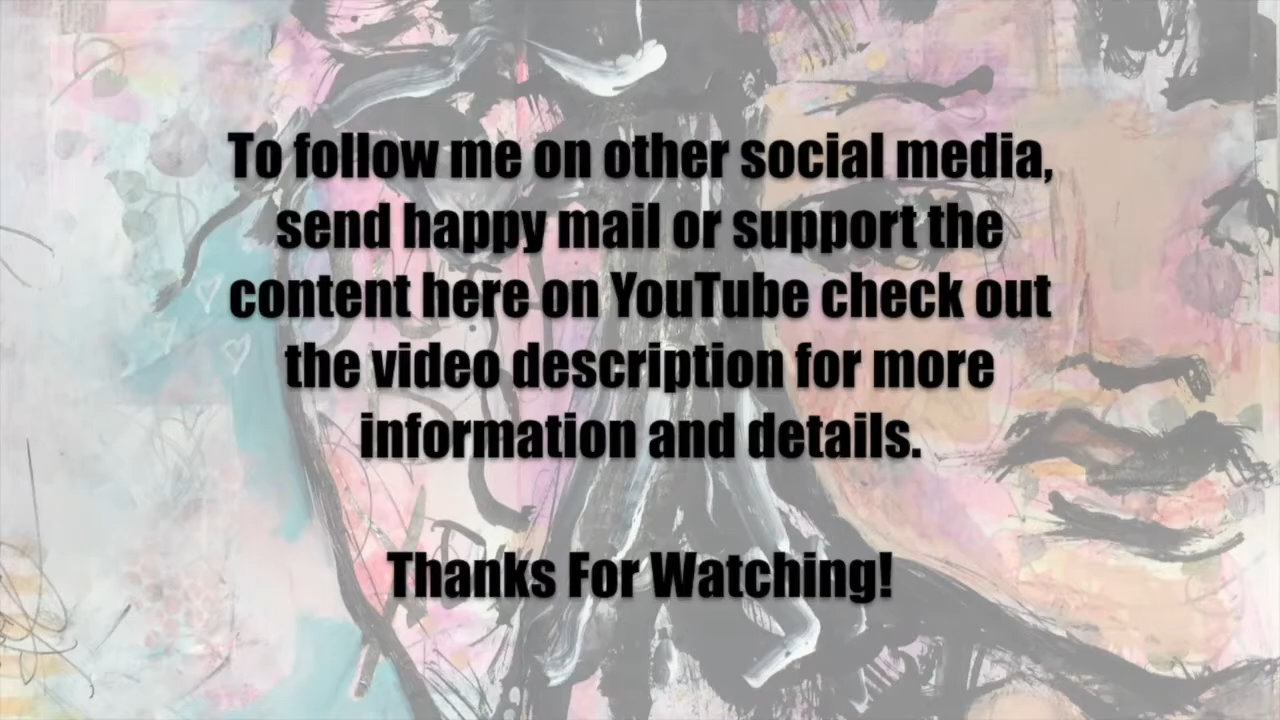 To follow me on other social media,
send happy mail or support the
content here on YouTube check out
the video description for more
information and details.
Thanks For Watching!